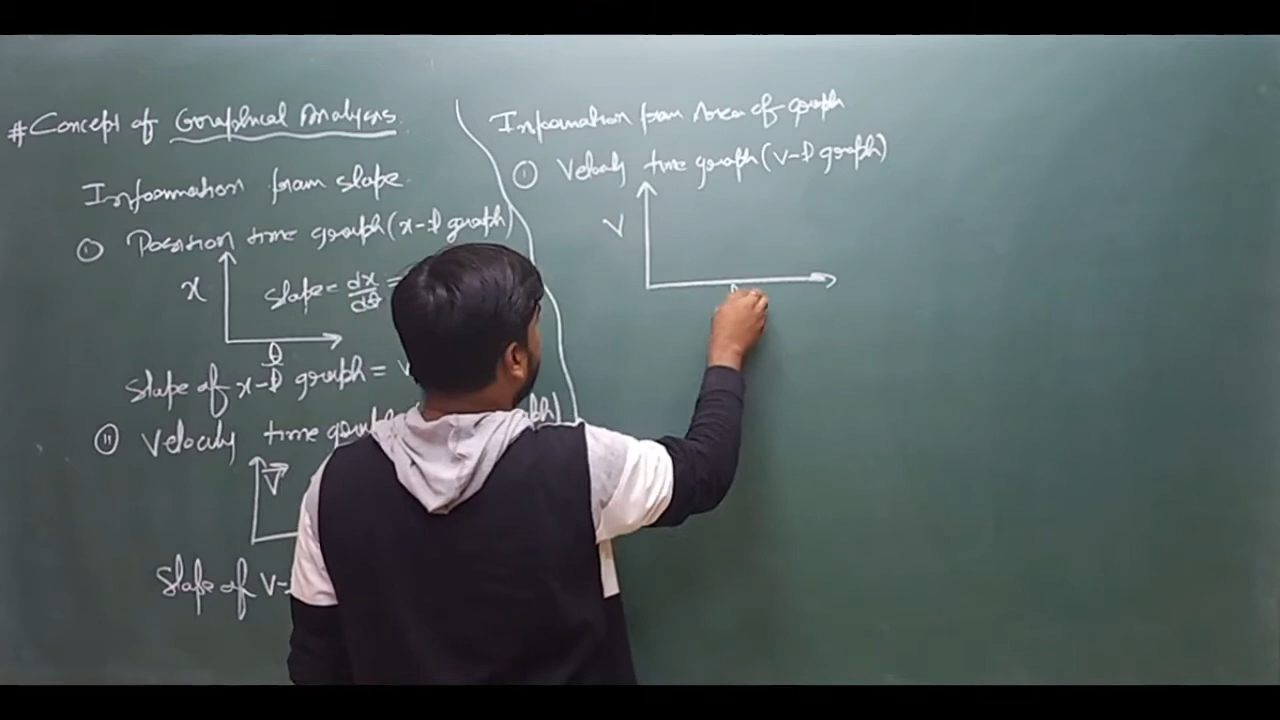 # Concept of Graphical Analysis
Information from slope
① Position time graph (x-t graph)
x
slope = dx/dt =
t
Slope of x-t graph = v
② Velocity time graph
V
Slope of V-
Information from Area of graph
① Velocity time graph (v-t graph)
V